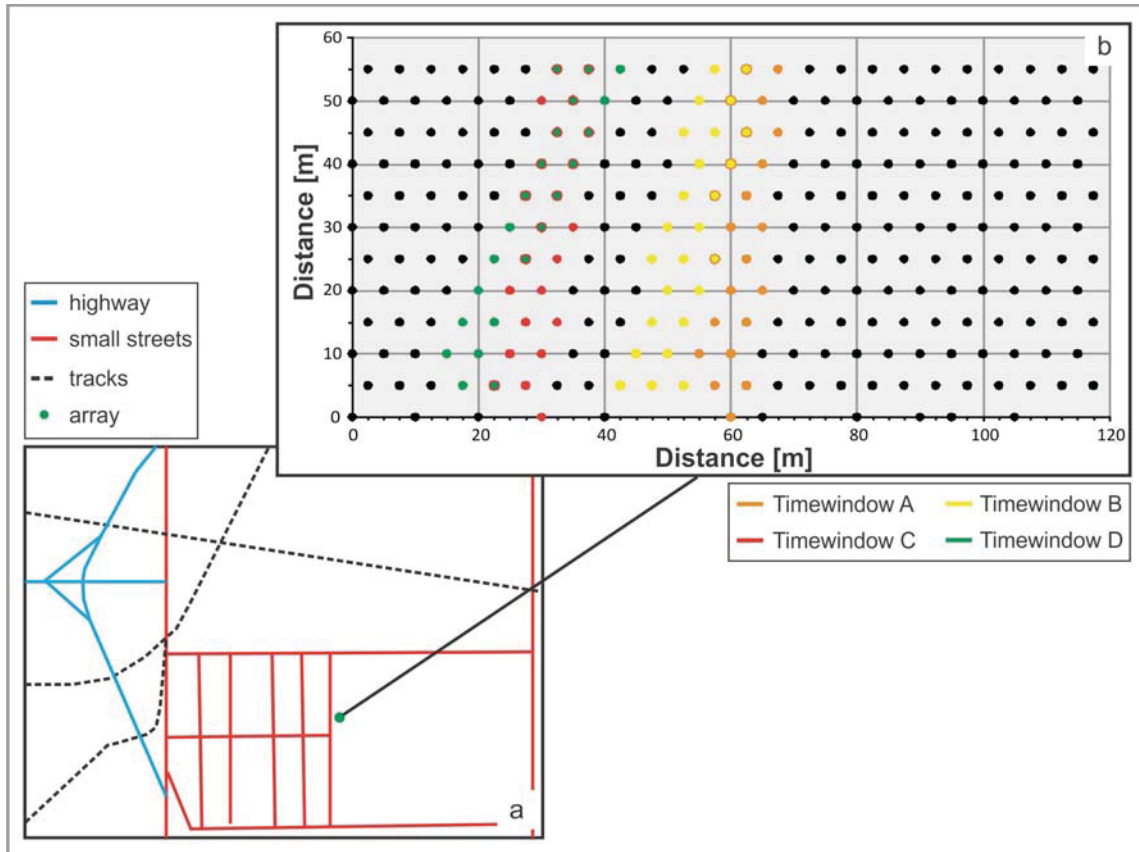 b
60
50
40
30
20
10
0
Distance [m]
0 20 40 60 80 100 120
Distance [m]
highway
small streets
tracks
array
Timewindow A Timewindow B
Timewindow C Timewindow D
a